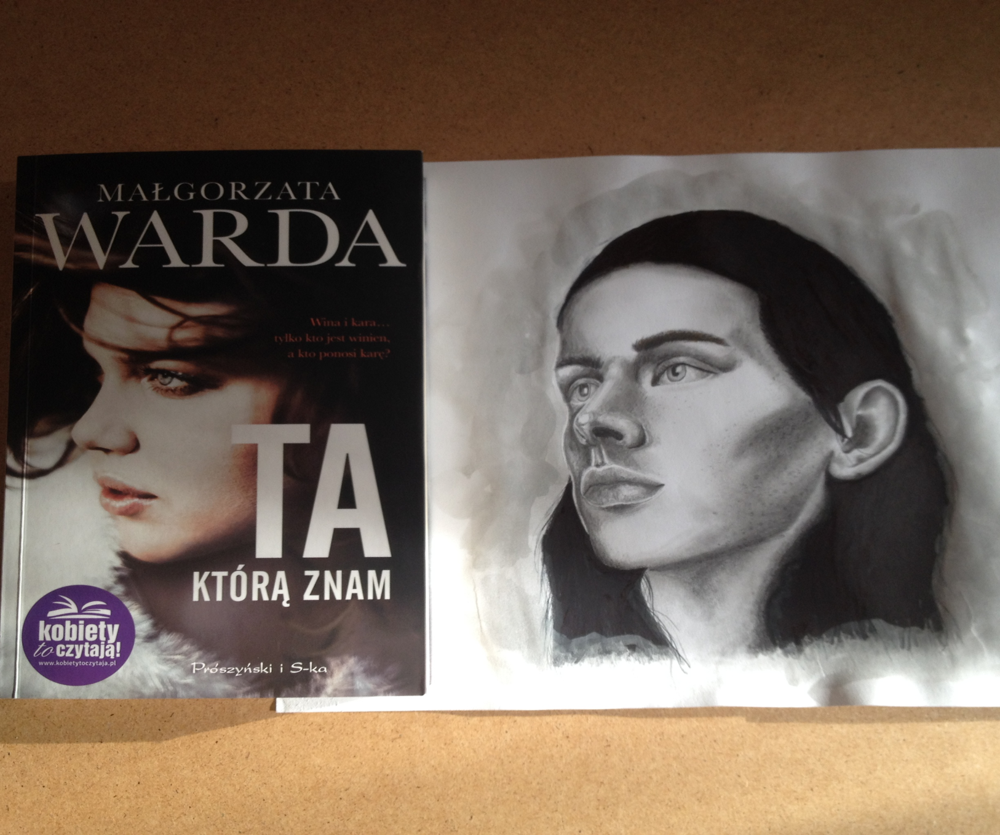 MAŁGORZATA
WARDA
Wina i kara...
tylko kto jest winien,
a kto ponosi karę?
TA
KTÓRĄ ZNAM
kobiety
to czytają!
www.kobietytoczytaja.pl
Prószyński i S-ka